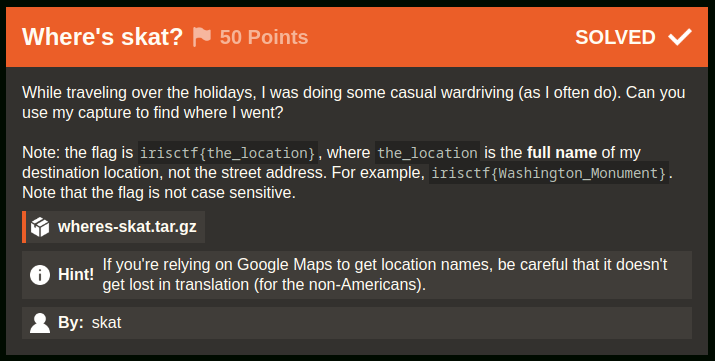 Where's skat? 50 Points SOLVED
While traveling over the holidays, I was doing some casual wardriving (as I often do). Can you
use my capture to find where I went?
Note: the flag is irisctf{the_location}, where the_location is the full name of my
destination location, not the street address. For example, irisctf{Washington_Monument}.
Note that the flag is not case sensitive.
wheres-skat.tar.gz
Hint! If you're relying on Google Maps to get location names, be careful that it doesn't
get lost in translation (for the non-Americans).
By: skat